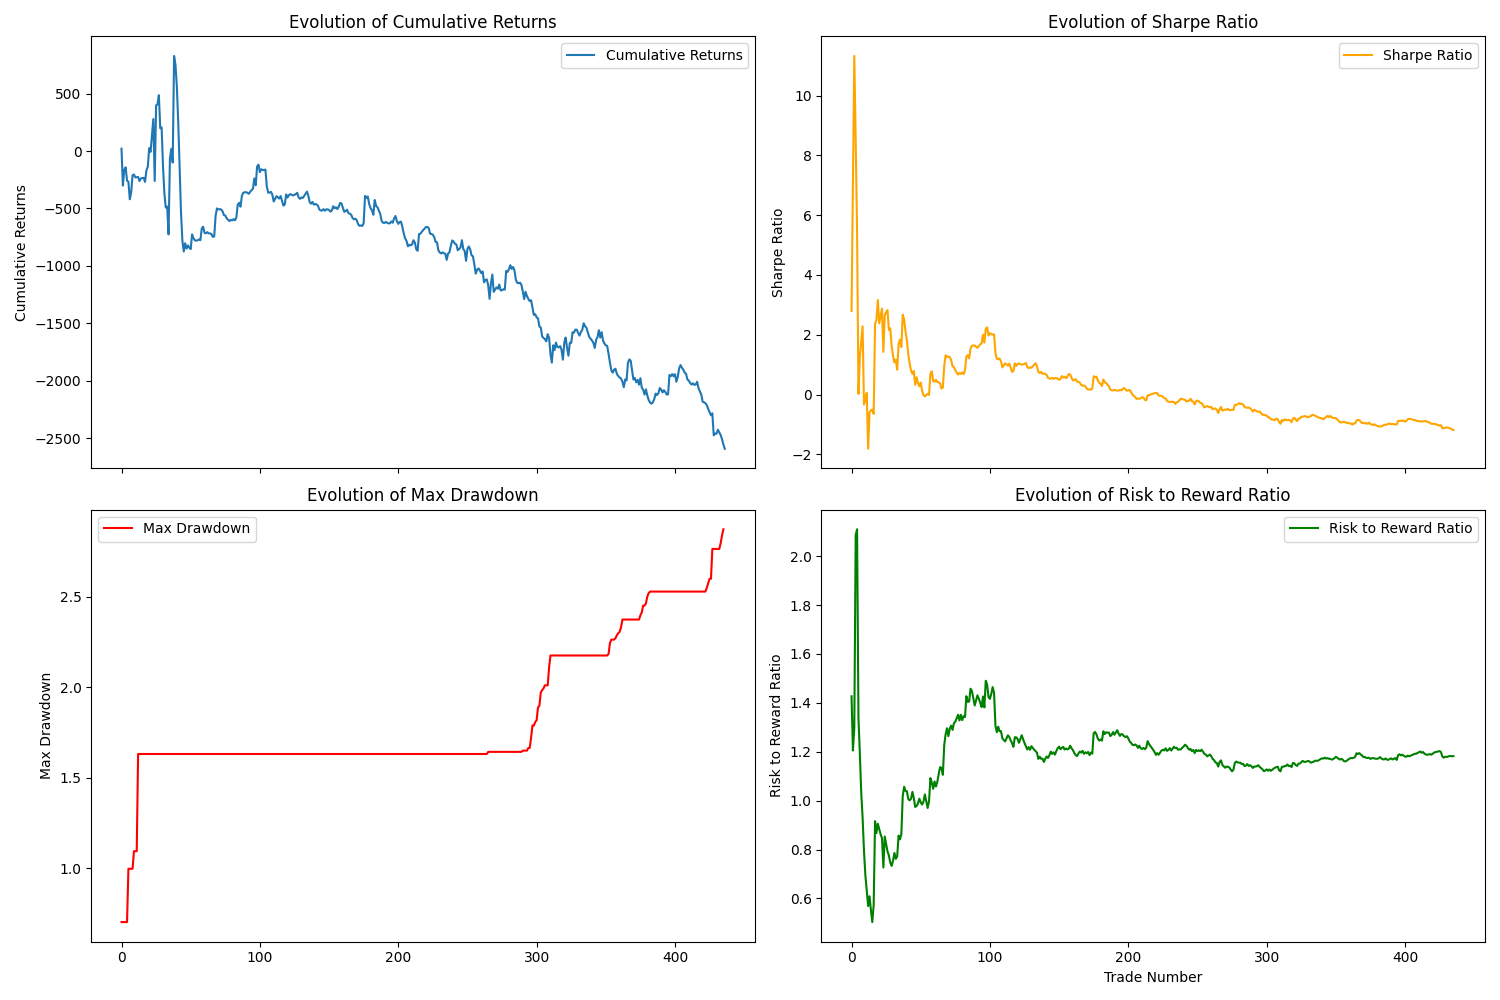 Evolution of Cumulative Returns
Cumulative Returns
500
0
−500
−1000
−1500
−2000
−2500
Cumulative Returns
Evolution of Sharpe Ratio
Sharpe Ratio
10
8
6
4
2
0
−2
Sharpe Ratio
Evolution of Max Drawdown
Max Drawdown
2.5
2.0
1.5
1.0
Max Drawdown
0 100 200 300 400
Evolution of Risk to Reward Ratio
Risk to Reward Ratio
2.0
1.8
1.6
1.4
1.2
1.0
0.8
0.6
Risk to Reward Ratio
0 100 200 300 400
Trade Number